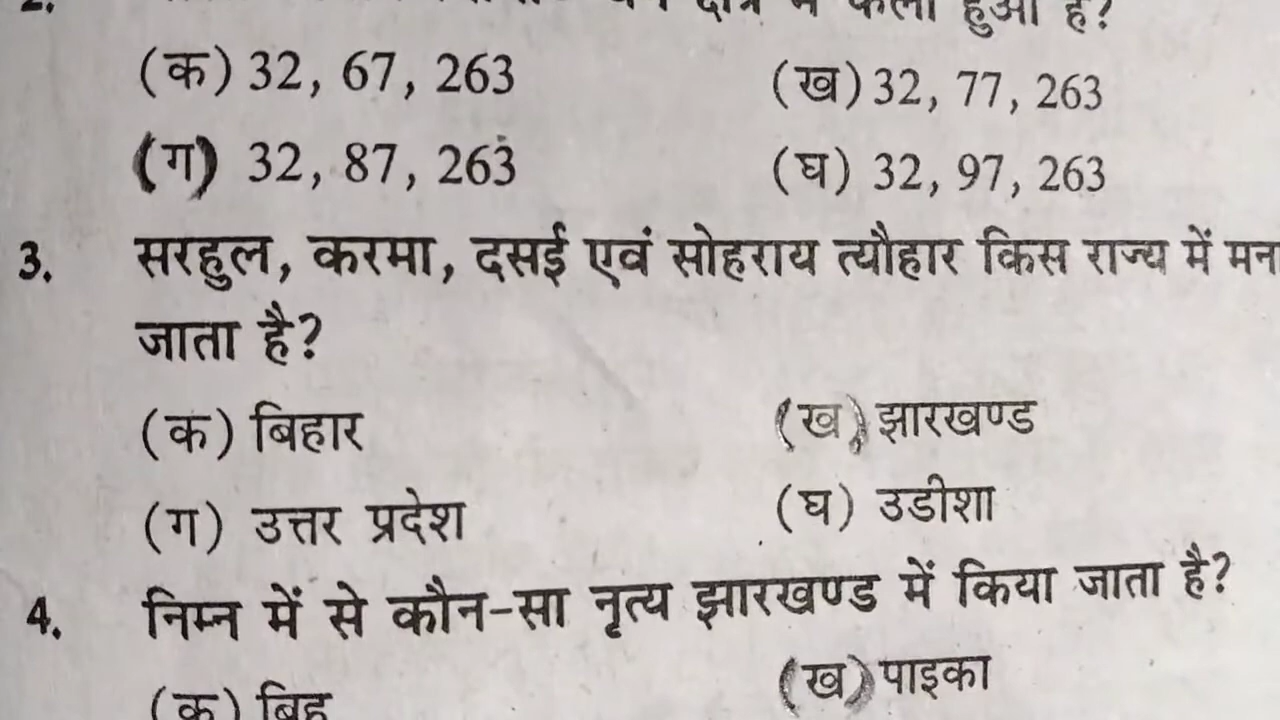 2. में फैला हुआ है?
(क) 32, 67, 263 (ख) 32, 77, 263
(ग) 32, 87, 263 (घ) 32, 97, 263
3. सरहुल, करमा, दसई एवं सोहराय त्यौहार किस राज्य में मन
जाता है?
(क) बिहार (ख) झारखण्ड
(ग) उत्तर प्रदेश (घ) उडीशा
4. निम्न में से कौन-सा नृत्य झारखण्ड में किया जाता है?
(क) बिहू (ख) पाइका